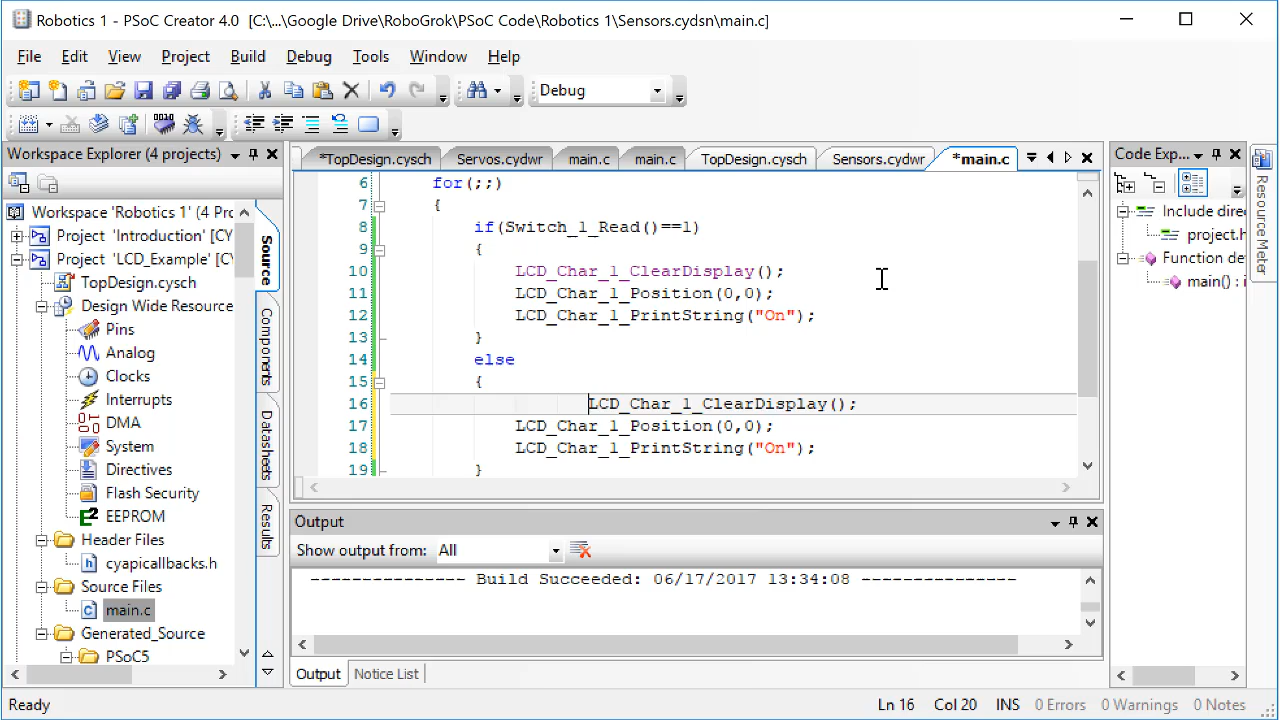 Robotics 1 - PSoC Creator 4.0 [C:\...\Google Drive\RoboGrok\PSoC Code\Robotics 1\Sensors.cydsn\main.c]
File Edit View Project Build Debug Tools Window Help
Debug
Workspace Explorer (4 projects)
Workspace 'Robotics 1' (4 Prc
Project 'Introduction' [CY
Project 'LCD_Example' [CY
TopDesign.cysch
Design Wide Resource
Pins
Analog
Clocks
Interrupts
DMA
System
Directives
Flash Security
EEPROM
Header Files
cyapicallbacks.h
Source Files
main.c
Generated_Source
PSoC5
Source
Components
Datasheets
Results
*TopDesign.cysch Servos.cydwr main.c main.c TopDesign.cysch Sensors.cydwr *main.c
6 for(;;)
7 {
8 if(Switch_1_Read()==1)
9 {
10 LCD_Char_1_ClearDisplay();
11 LCD_Char_1_Position(0,0);
12 LCD_Char_1_PrintString("On");
13 }
14 else
15 {
16 LCD_Char_1_ClearDisplay();
17 LCD_Char_1_Position(0,0);
18 LCD_Char_1_PrintString("On");
19 }
Output
Show output from: All
--------------- Build Succeeded: 06/17/2017 13:34:08 ---------------
Output Notice List
Code Exp...
Include direc
project.h
Function def
main() : i
Resource Meter
Ready Ln 16 Col 20 INS 0 Errors 0 Warnings 0 Notes